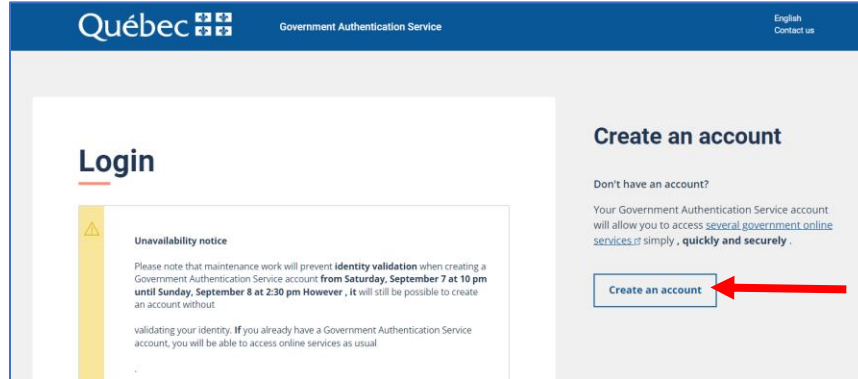 Québec
Government Authentication Service
English
Contact us
Login
Unavailability notice
Please note that maintenance work will prevent identity validation when creating a
Government Authentication Service account from Saturday, September 7 at 10 pm
until Sunday, September 8 at 2:30 pm However , it will still be possible to create
an account without
validating your identity. If you already have a Government Authentication Service
account, you will be able to access online services as usual
.
Create an account
Don't have an account?
Your Government Authentication Service account
will allow you to access several government online
services simply , quickly and securely .
Create an account